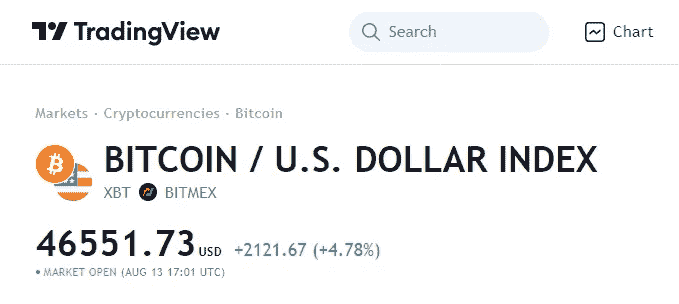 TradingView
Search
Chart
Markets · Cryptocurrencies · Bitcoin
BITCOIN / U.S. DOLLAR INDEX
XBT BITMEX
46551.73 USD +2121.67 (+4.78%)
• MARKET OPEN (AUG 13 17:01 UTC)